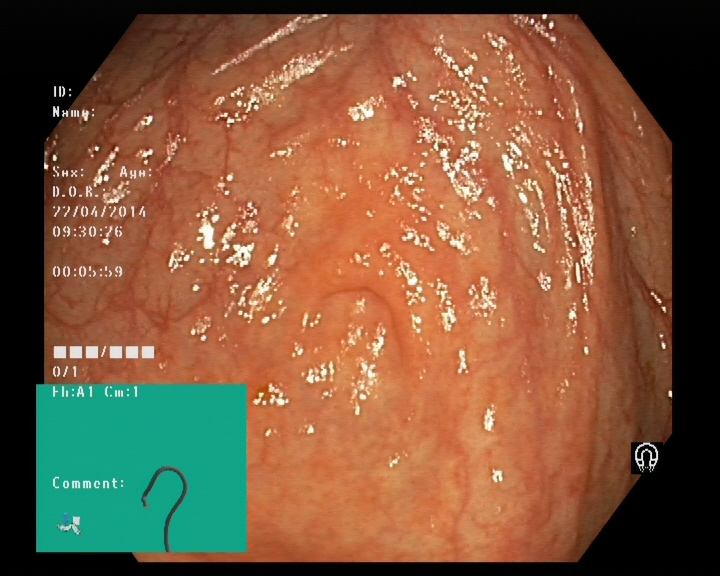 ID:
Name:
Sex: Age:
D.O.B.:
22/04/2014
09:30:26
00:05:59
■■■/■■■
0/1
Eh:A1 Cm:1
Comment: